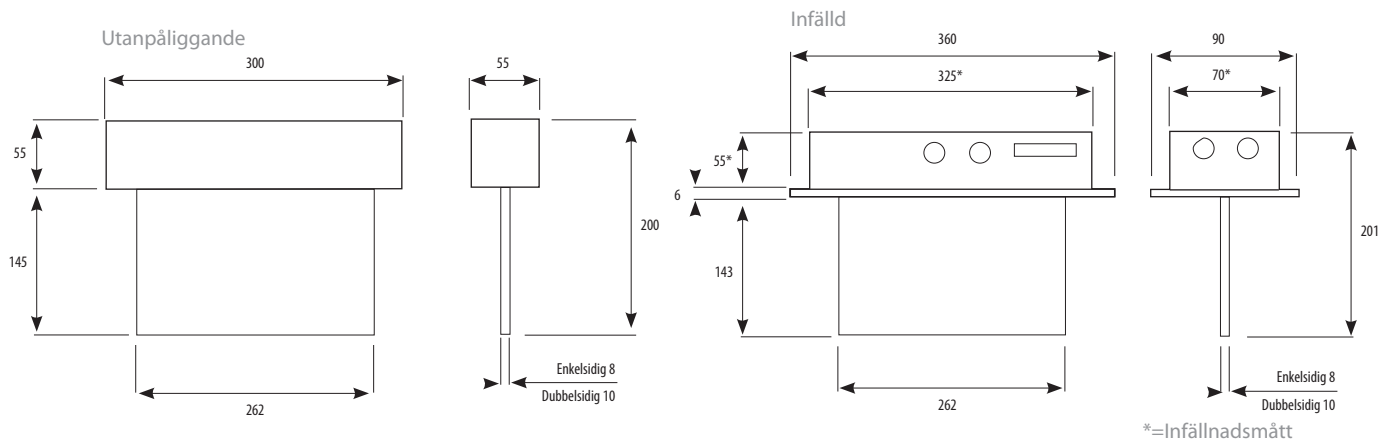 Utanpåliggande
300
55
55
145
200
262
Enkelsidig 8
Dubbelsidig 10
Infälld
360
325*
90
70*
55*
6
143
201
262
Enkelsidig 8
Dubbelsidig 10
*=Infällnadsmått